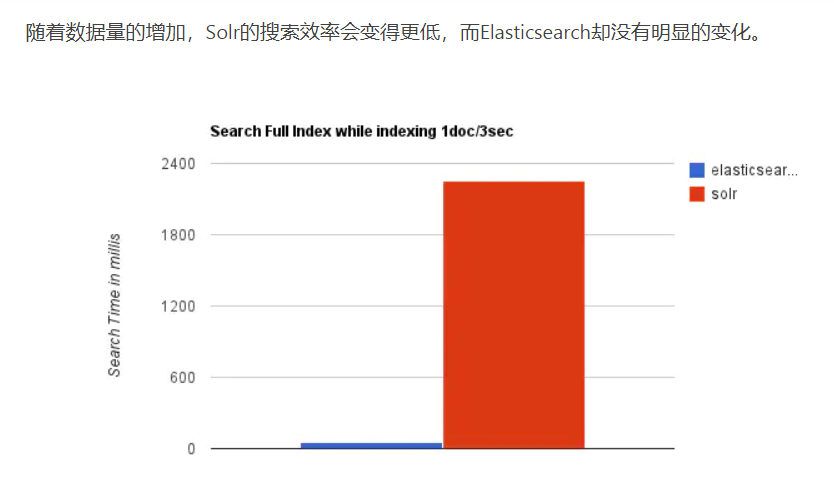 随着数据量的增加，Solr的搜索效率会变得更低，而Elasticsearch却没有明显的变化。
Search Full Index while indexing 1doc/3sec
2400
1800
1200
600
0
Search Time in millis
elasticsear...
solr